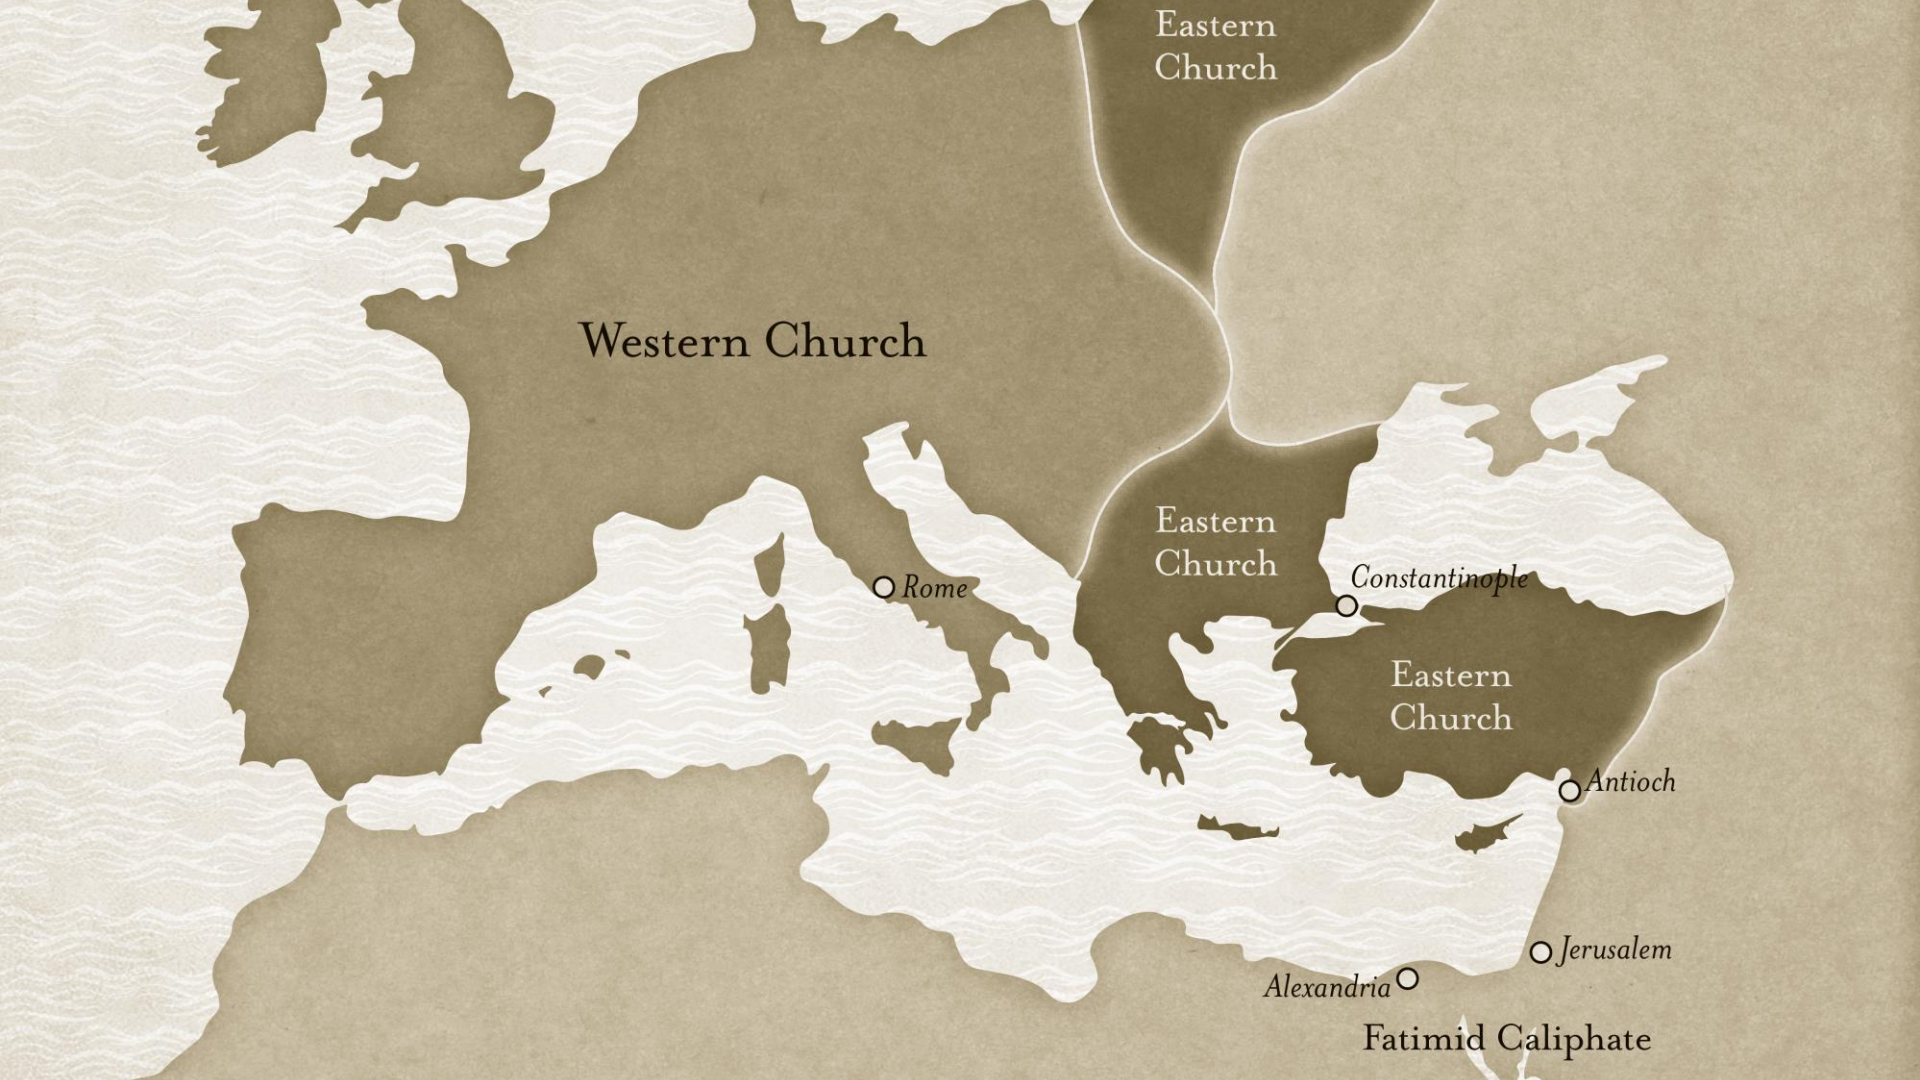 Eastern
Church
Western Church
Eastern
Church
Constantinople
Rome
Eastern
Church
Antioch
Jerusalem
Alexandria
Fatimid Caliphate